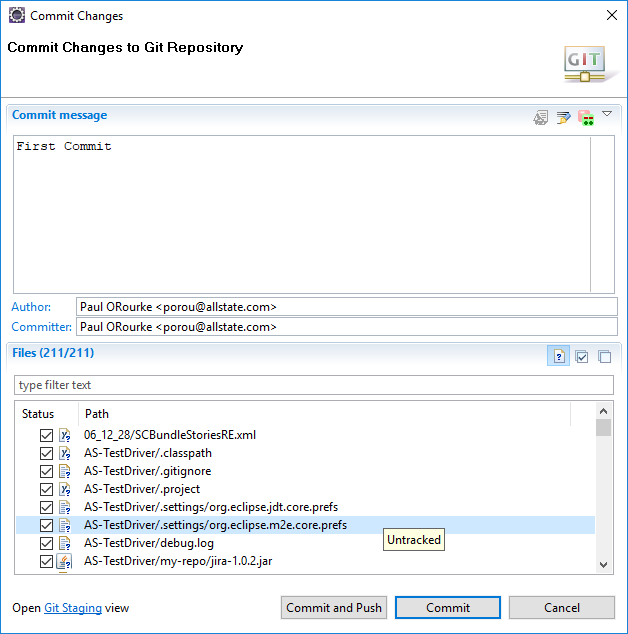 Commit Changes
Commit Changes to Git Repository
GIT
Commit message
First Commit
Author: Paul ORourke <porou@allstate.com>
Committer: Paul ORourke <porou@allstate.com>
Files (211/211)
type filter text
Status Path
06_12_28/SCBundleStoriesRE.xml
AS-TestDriver/.classpath
AS-TestDriver/.gitignore
AS-TestDriver/.project
AS-TestDriver/.settings/org.eclipse.jdt.core.prefs
AS-TestDriver/.settings/org.eclipse.m2e.core.prefs
Untracked
AS-TestDriver/debug.log
AS-TestDriver/my-repo/jira-1.0.2.jar
Open Git Staging view
Commit and Push
Commit
Cancel